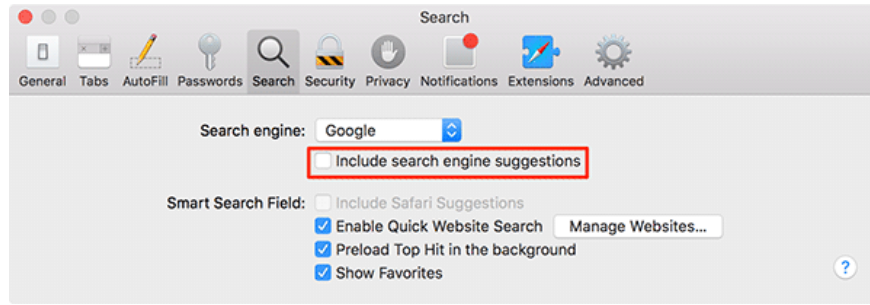 Search
General Tabs AutoFill Passwords Search Security Privacy Notifications Extensions Advanced
Search engine: Google
Include search engine suggestions
Smart Search Field: Include Safari Suggestions
Enable Quick Website Search Manage Websites...
Preload Top Hit in the background
Show Favorites
?